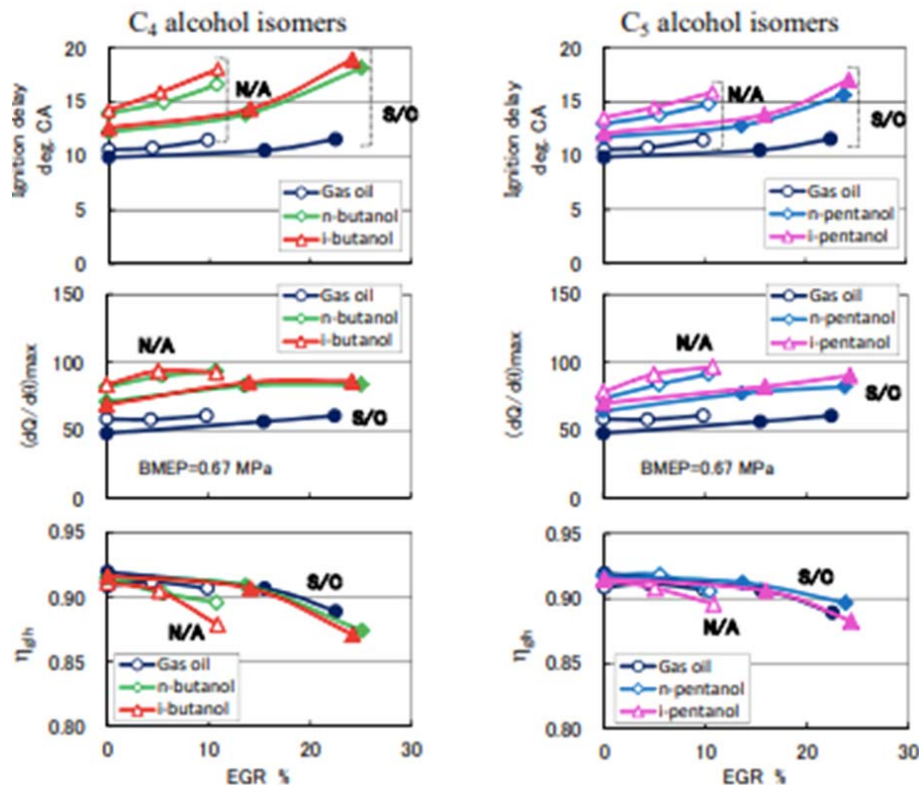 C4 alcohol isomers
Ignition delay
deg. CA
20
15
10
5
0
N/A
S/C
Gas oil
n-butanol
i-butanol
(dQ/dθ)max
150
100
50
0
Gas oil
n-butanol
i-butanol
N/A
S/C
BMEP=0.67 MPa
ηglh
0.95
0.90
0.85
0.80
S/C
N/A
Gas oil
n-butanol
i-butanol
0 10 20 30
EGR %
C5 alcohol isomers
Ignition delay
deg. CA
20
15
10
5
0
N/A
S/C
Gas oil
n-pentanol
i-pentanol
(dQ/dθ)max
150
100
50
0
Gas oil
n-pentanol
i-pentanol
N/A
S/C
BMEP=0.67 MPa
ηglh
0.95
0.90
0.85
0.80
S/C
N/A
Gas oil
n-pentanol
i-pentanol
0 10 20 30
EGR %